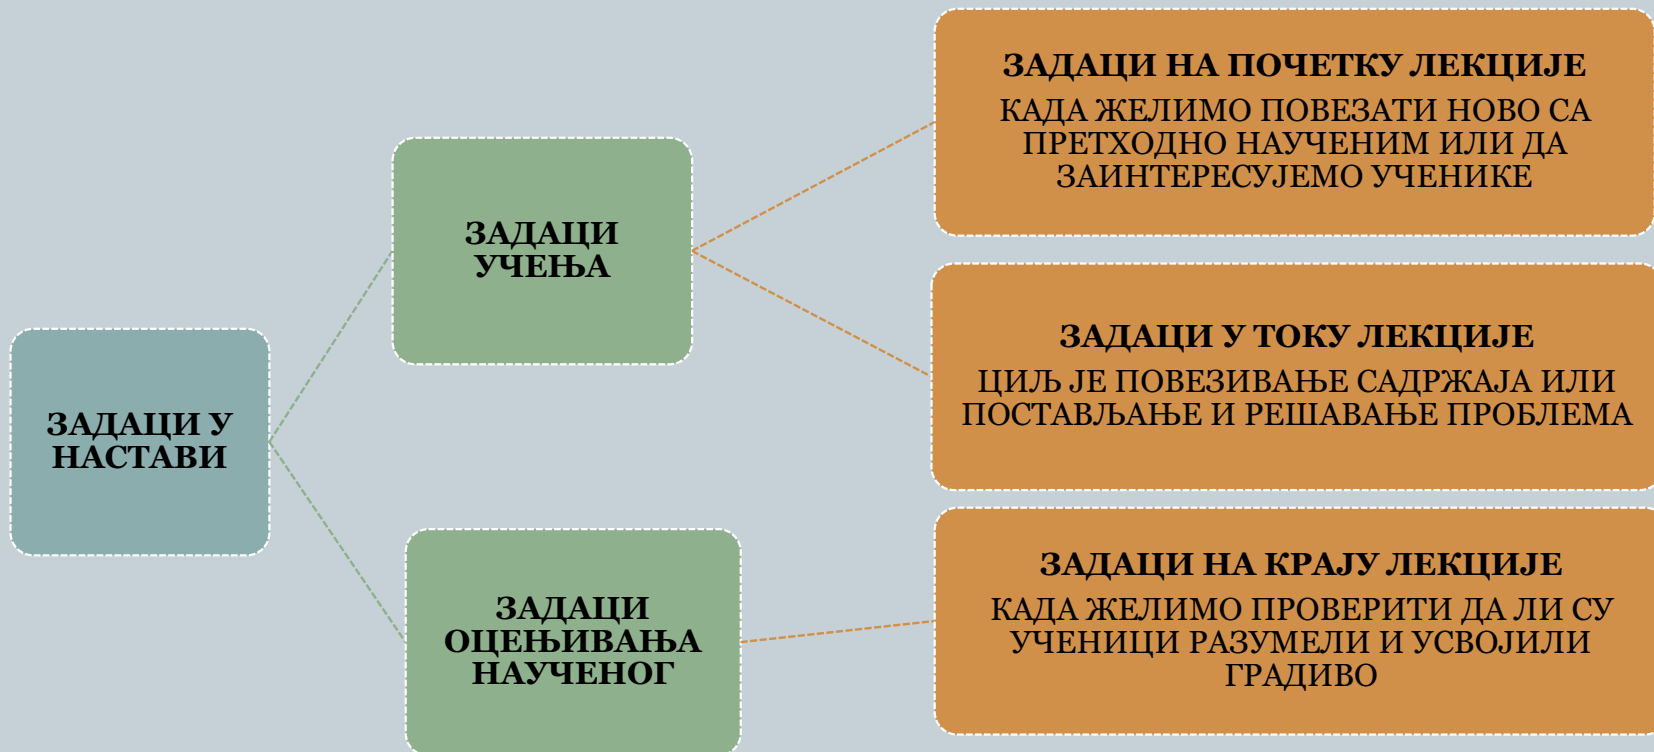 ЗАДАЦИ У
НАСТАВИ
ЗАДАЦИ
УЧЕЊА
ЗАДАЦИ НА ПОЧЕТКУ ЛЕКЦИЈЕ
КАДА ЖЕЛИМО ПОВЕЗАТИ НОВО СА
ПРЕТХОДНО НАУЧЕНИМ ИЛИ ДА
ЗАИНТЕРЕСУЈЕМО УЧЕНИКЕ
ЗАДАЦИ У ТОКУ ЛЕКЦИЈЕ
ЦИЉ ЈЕ ПОВЕЗИВАЊЕ САДРЖАЈА ИЛИ
ПОСТАВЉАЊЕ И РЕШАВАЊЕ ПРОБЛЕМА
ЗАДАЦИ
ОЦЕЊИВАЊА
НАУЧЕНОГ
ЗАДАЦИ НА КРАЈУ ЛЕКЦИЈЕ
КАДА ЖЕЛИМО ПРОВЕРИТИ ДА ЛИ СУ
УЧЕНИЦИ РАЗУМЕЛИ И УСВОЈИЛИ
ГРАДИВО